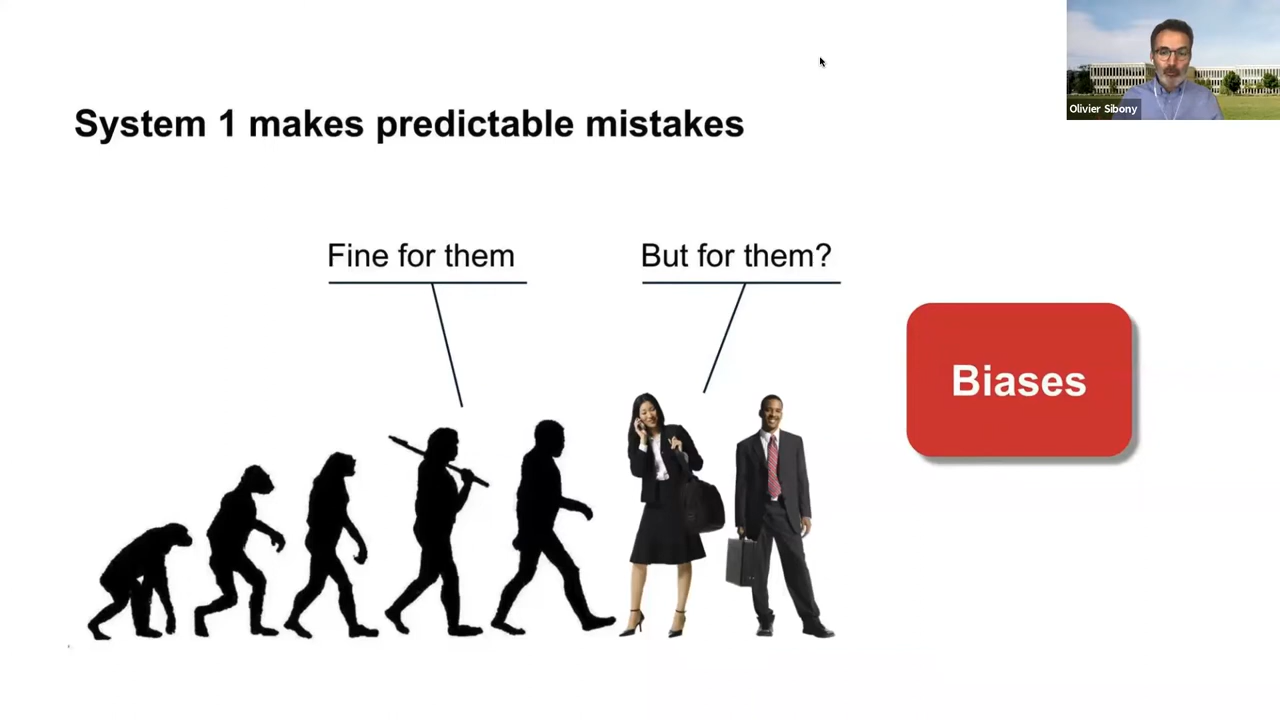 Olivier Sibony
System 1 makes predictable mistakes
Fine for them
But for them?
Biases